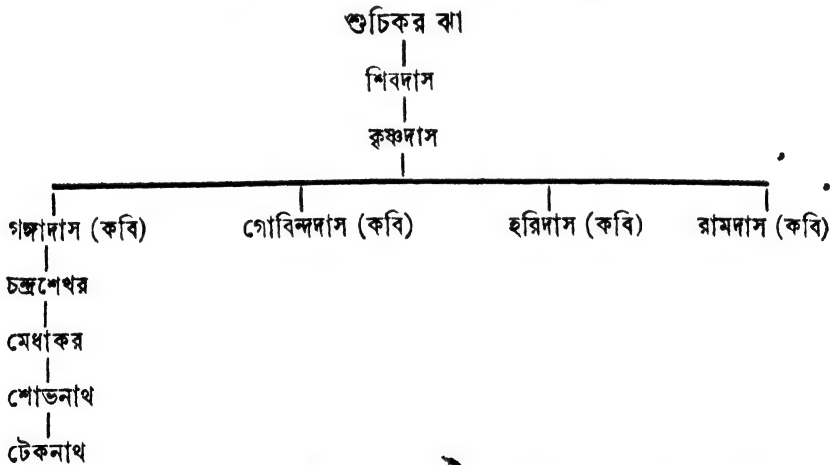 শুচিকর ঝা
শিবদাস
কৃষ্ণদাস
গঙ্গাদাস (কবি) গোবিন্দদাস (কবি) হরিদাস (কবি) রামদাস (কবি)
চন্দ্রশেখর
মেধাকর
শোভনাথ
টেকনাথ